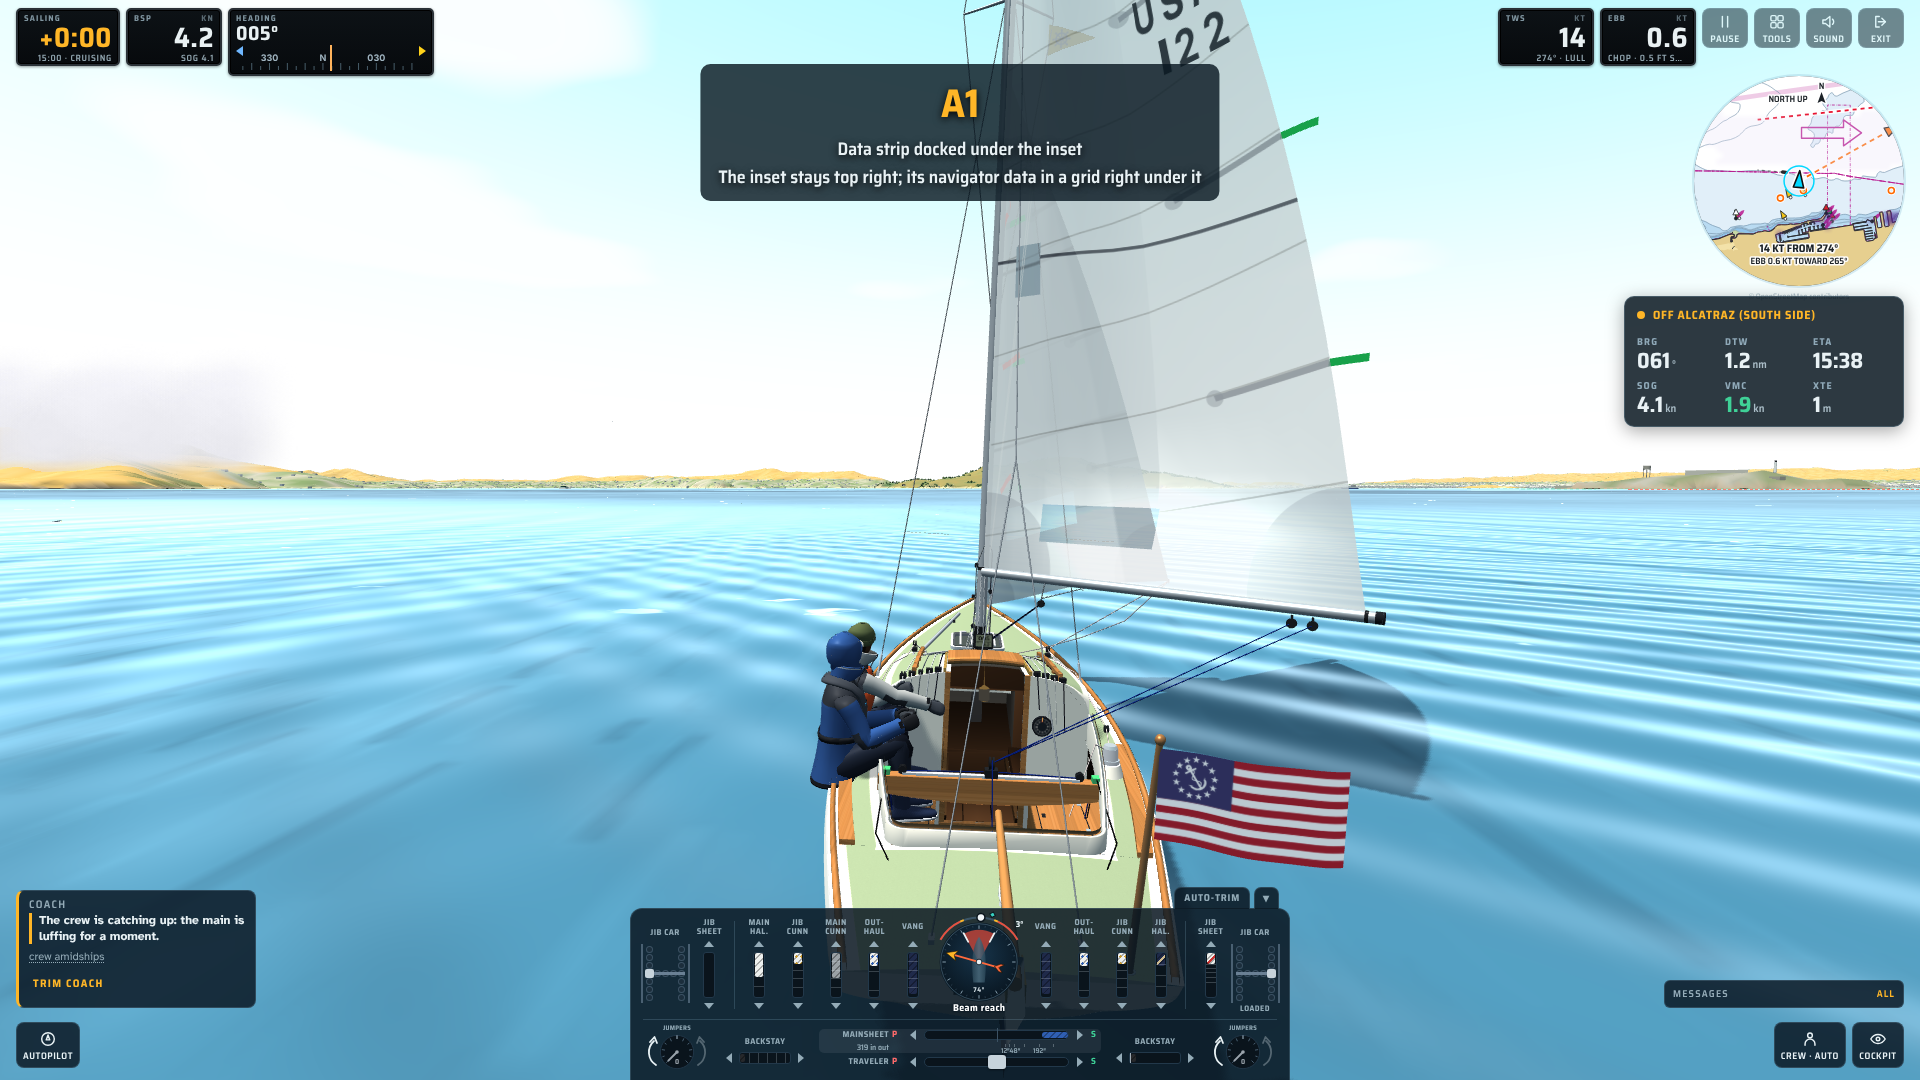 SAILING
+0:00
15:00 · CRUISING
BSP KN
4.2
SOG 4.1
HEADING
005°
330 N 030
USA
122
A1
Data strip docked under the inset
The inset stays top right; its navigator data in a grid right under it
TWS KT
14
274° · LULL
EBB KT
0.6
CHOP · 0.5 FT S…
PAUSE
TOOLS
SOUND
EXIT
N
NORTH UP
14 KT FROM 274°
EBB 0.6 KT TOWARD 265°
OFF ALCATRAZ (SOUTH SIDE)
BRG DTW ETA
061° 1.2 nm 15:38
SOG VMC XTE
4.1 kn 1.9 kn 1 m
COACH
The crew is catching up: the main is
luffing for a moment.
crew amidships
TRIM COACH
AUTOPILOT
AUTO-TRIM ▼
JIB CAR
JIB SHEET
MAIN HAL.
JIB CUNN
MAIN CUNN
OUT-HAUL
VANG
3°
74°
Beam reach
VANG
OUT-HAUL
JIB CUNN
JIB HAL.
JIB SHEET
JIB CAR
LOADED
JUMPERS
0
BACKSTAY
MAINSHEET P S
319 in out
12°48" 192"
TRAVELER P S
BACKSTAY
JUMPERS
0
MESSAGES ALL
CREW · AUTO
COCKPIT